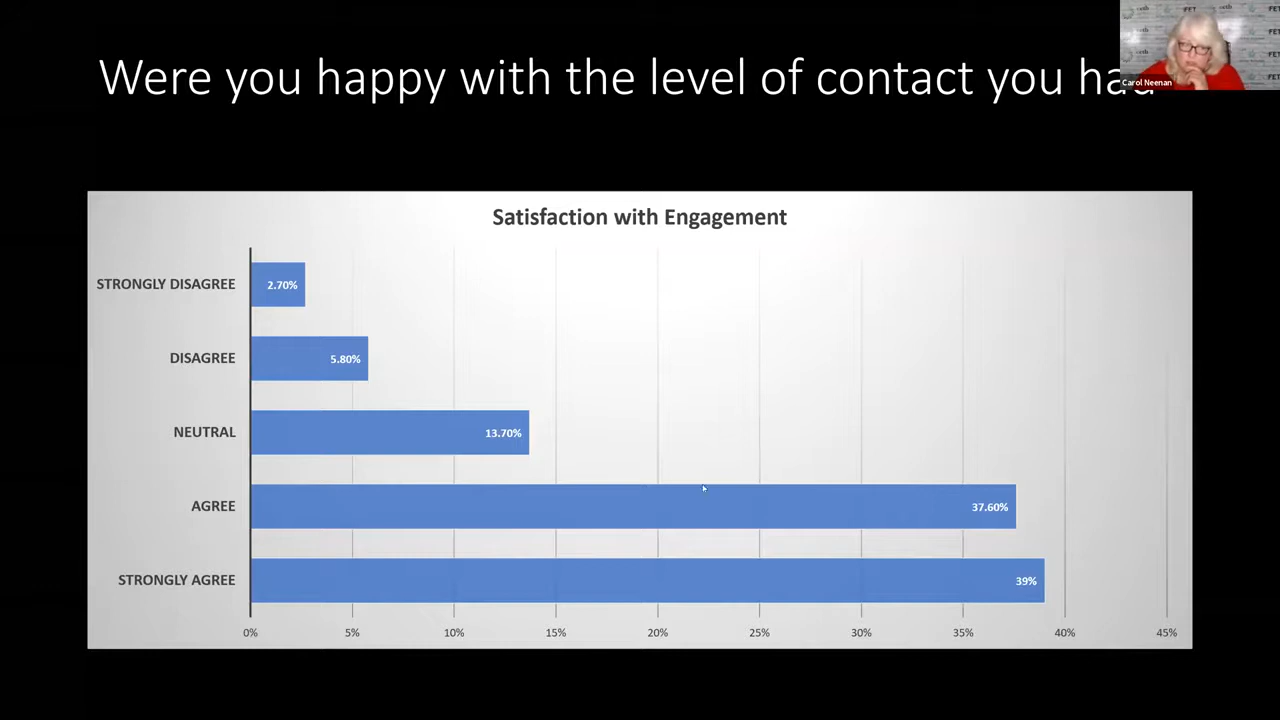 Were you happy with the level of contact you had
Carol Neenan
Satisfaction with Engagement
STRONGLY DISAGREE 2.70%
DISAGREE 5.80%
NEUTRAL 13.70%
AGREE 37.60%
STRONGLY AGREE 39%
0% 5% 10% 15% 20% 25% 30% 35% 40% 45%